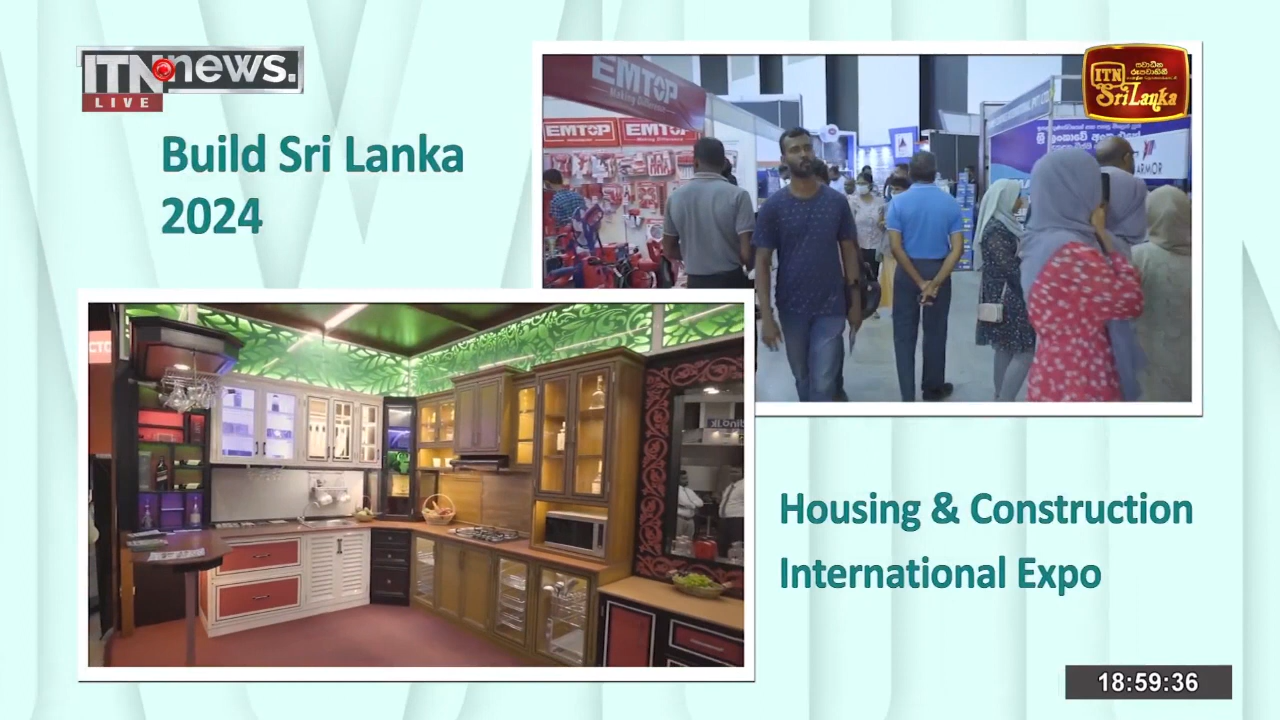 ITN news.
LIVE
ITN
ස්වාධීන
රූපවාහිනී
Sri Lanka
Build Sri Lanka
2024
EMTOP
Making Difference
EMTOP
EMTOP
ශ්‍රී ලංකාවේ අංක
ARMOR
Housing & Construction
International Expo
18:59:36